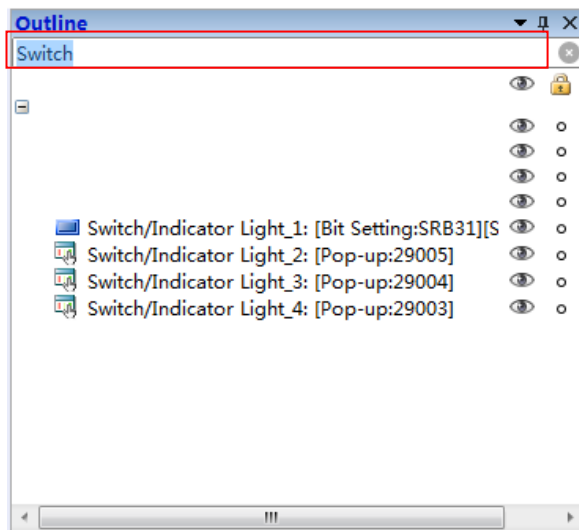 Outline
Switch
Switch/Indicator Light_1: [Bit Setting:SRB31][S
Switch/Indicator Light_2: [Pop-up:29005]
Switch/Indicator Light_3: [Pop-up:29004]
Switch/Indicator Light_4: [Pop-up:29003]